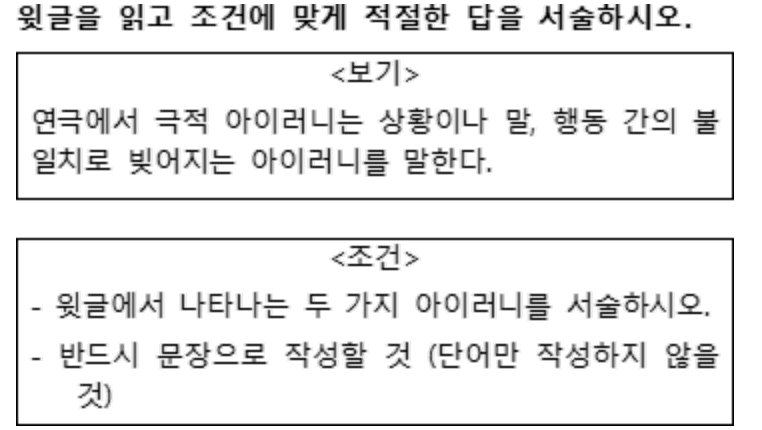 윗글을 읽고 조건에 맞게 적절한 답을 서술하시오.
<보기>
연극에서 극적 아이러니는 상황이나 말, 행동 간의 불
일치로 빚어지는 아이러니를 말한다.
<조건>
- 윗글에서 나타나는 두 가지 아이러니를 서술하시오.
- 반드시 문장으로 작성할 것 (단어만 작성하지 않을
것)